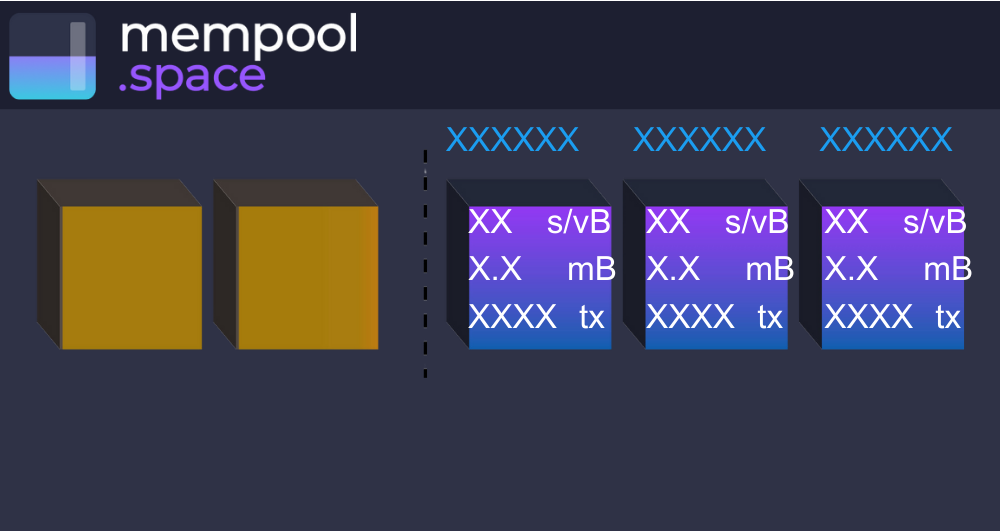 mempool
.space
XXXXXX XXXXXX XXXXXX
XX s/vB XX s/vB XX s/vB
X.X mB X.X mB X.X mB
XXXX tx XXXX tx XXXX tx